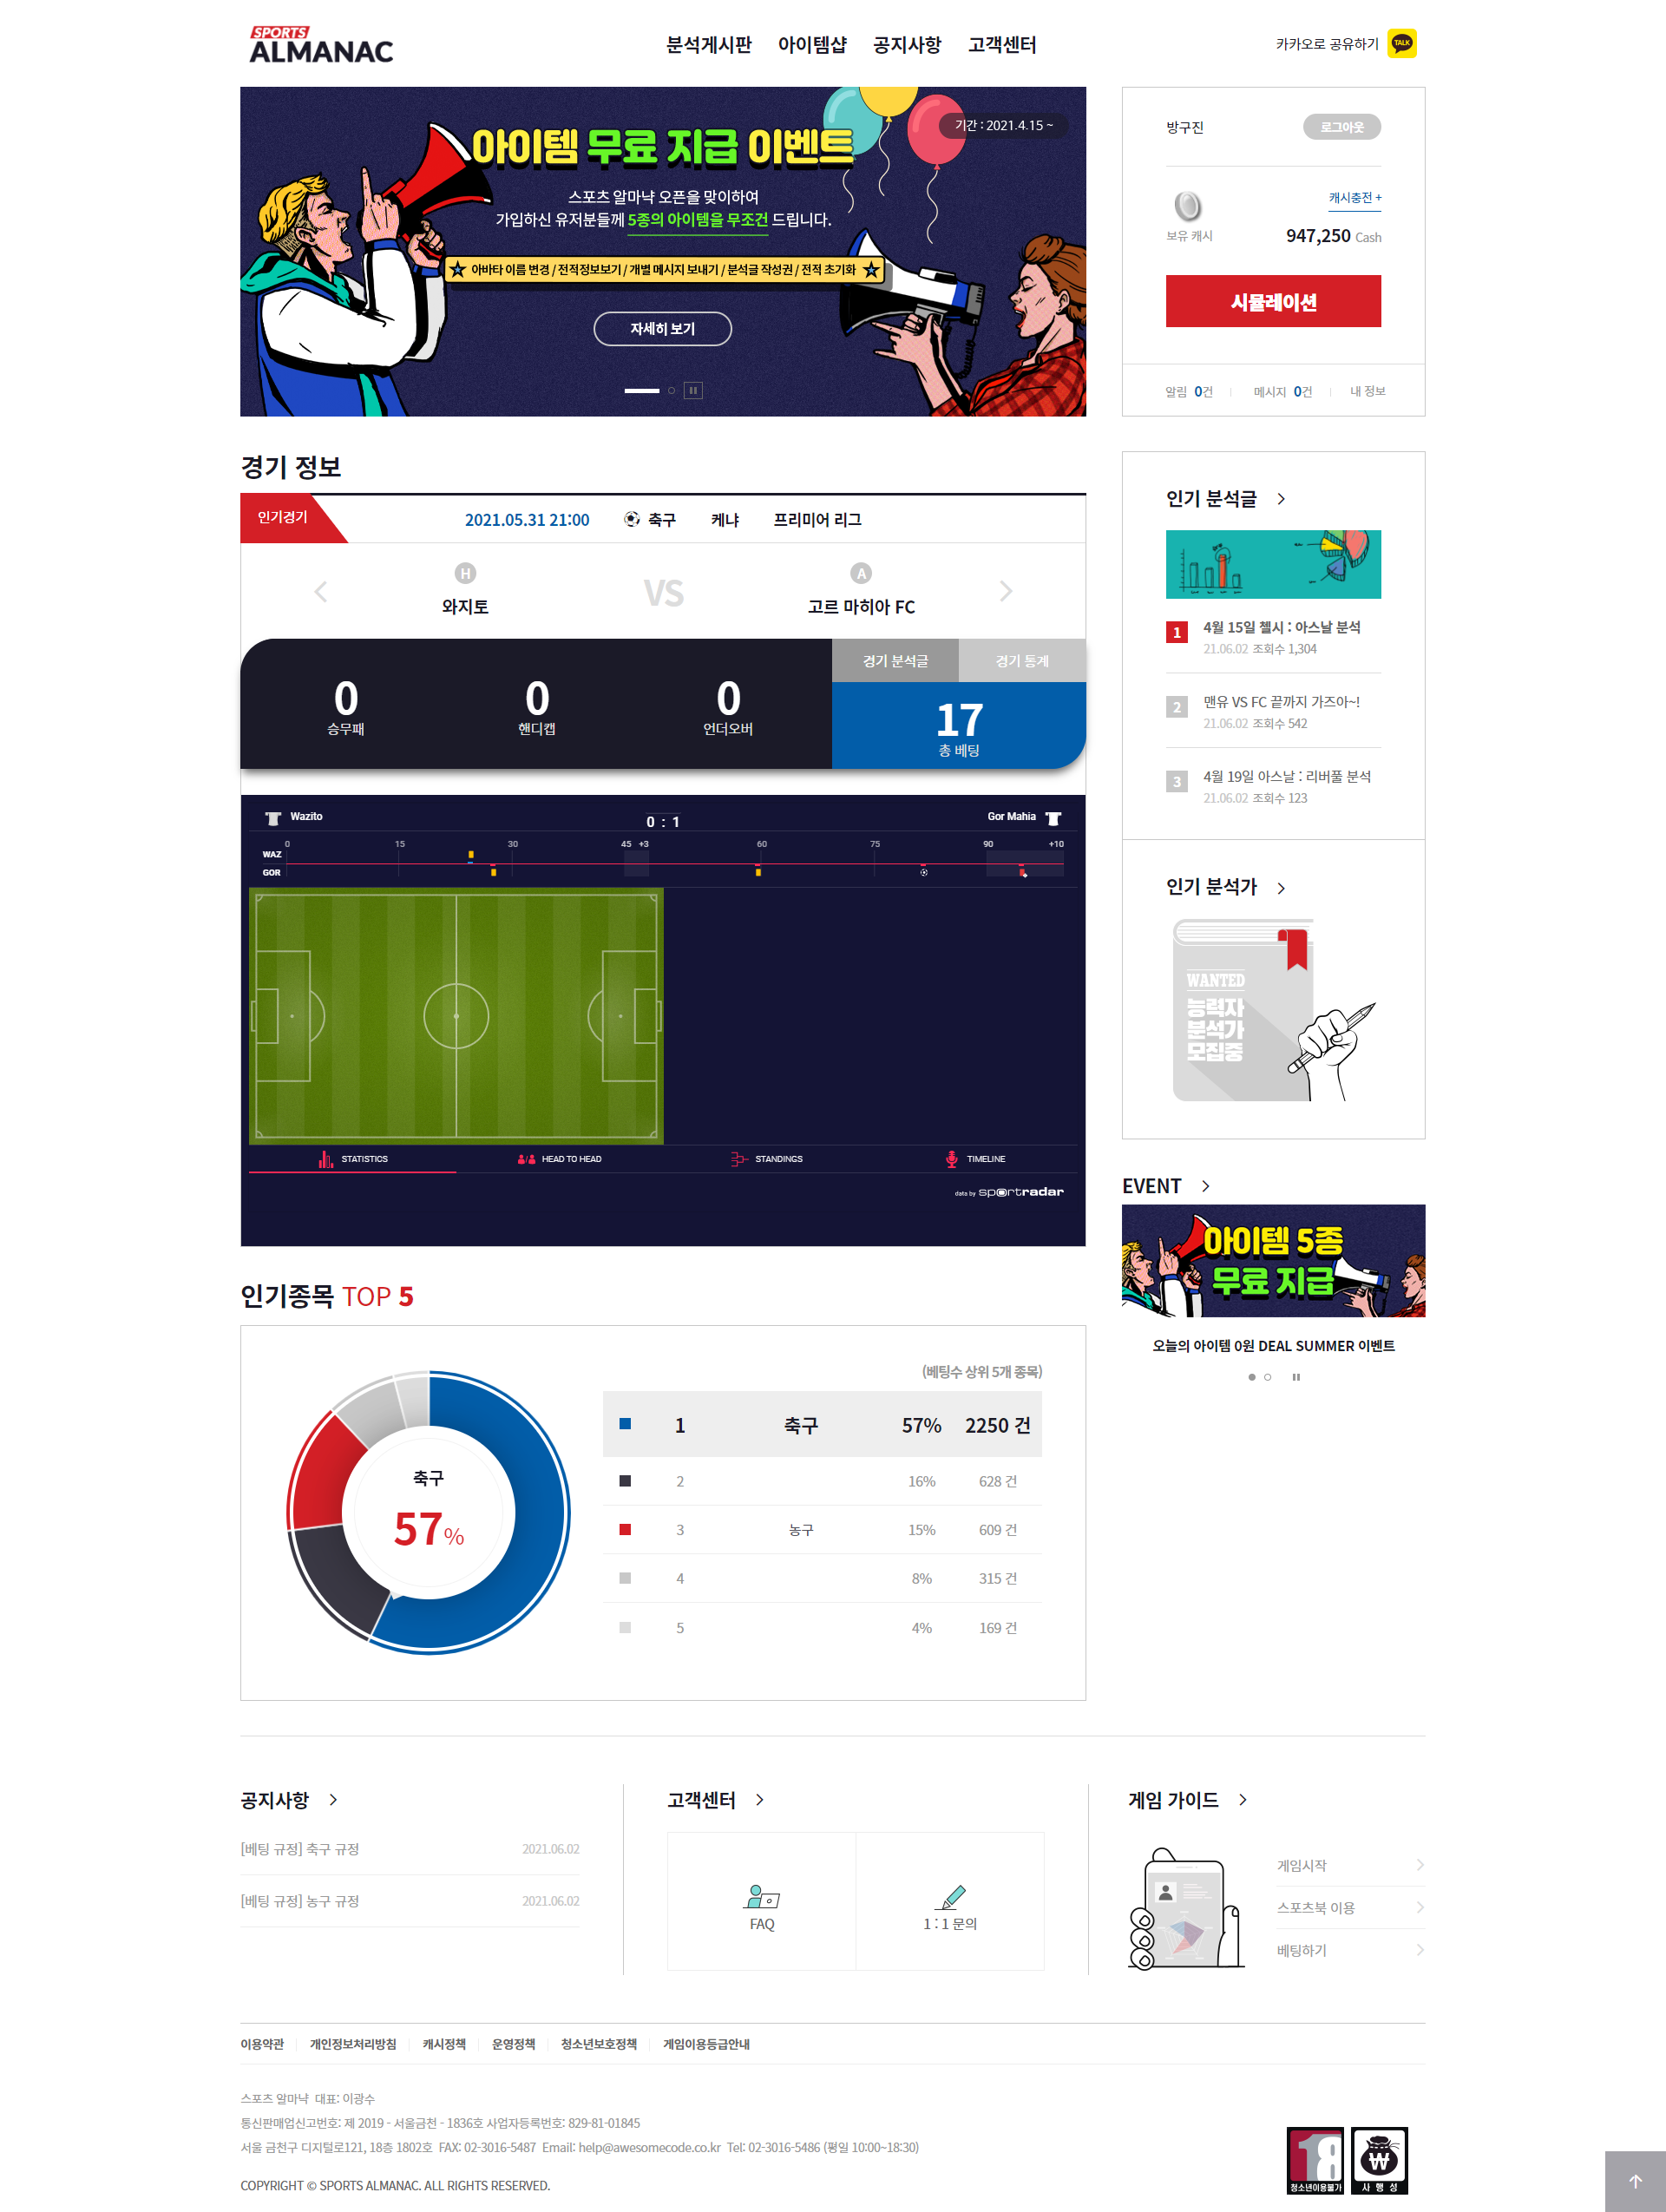 SPORTS
ALMANAC
분석게시판 아이템샵 공지사항 고객센터
카카오로 공유하기 TALK
기간 : 2021.4.15 ~
아이템 무료 지급 이벤트
스포츠 알마냑 오픈을 맞이하여
가입하신 유저분들께 5종의 아이템을 무조건 드립니다.
아바타 이름 변경 / 전적정보보기 / 개별 메시지 보내기 / 분석글 작성권 / 전적 초기화
자세히 보기
방구진 로그아웃
캐시충전 +
보유 캐시 947,250 Cash
시뮬레이션
알림 0건 메시지 0건 내 정보
경기 정보
인기경기 2021.05.31 21:00 축구 케냐 프리미어 리그
H VS A
와지토 고르 마히아 FC
경기 분석글 경기 통계
0 0 0 17
승무패 핸디캡 언더오버 총 베팅
Wazito 0 : 1 Gor Mahia
0 15 30 45 +3 60 75 90 +10
WAZ
GOR
STATISTICS HEAD TO HEAD STANDINGS TIMELINE
data by sportradar
인기 분석글
1 4월 15일 첼시 : 아스날 분석
21.06.02 조회수 1,304
2 맨유 VS FC 끝까지 가즈아~!
21.06.02 조회수 542
3 4월 19일 아스날 : 리버풀 분석
21.06.02 조회수 123
인기 분석가
WANTED
능력자
분석가
모집중
EVENT
아이템 5종
무료 지급
오늘의 아이템 0원 DEAL SUMMER 이벤트
인기종목 TOP 5
(베팅수 상위 5개 종목)
축구
57%
1 축구 57% 2250 건
2 16% 628 건
3 농구 15% 609 건
4 8% 315 건
5 4% 169 건
공지사항
[베팅 규정] 축구 규정 2021.06.02
[베팅 규정] 농구 규정 2021.06.02
고객센터
FAQ 1 : 1 문의
게임 가이드
게임시작
스포츠북 이용
베팅하기
이용약관 개인정보처리방침 캐시정책 운영정책 청소년보호정책 게임이용등급안내
스포츠 알마냑 대표: 이광수
통신판매업신고번호: 제 2019 - 서울금천 - 1836호 사업자등록번호: 829-81-01845
서울 금천구 디지털로121, 18층 1802호 FAX: 02-3016-5487 Email: help@awesomecode.co.kr Tel: 02-3016-5486 (평일 10:00~18:30)
COPYRIGHT © SPORTS ALMANAC. ALL RIGHTS RESERVED.
18 W
청소년이용불가 사 행 성